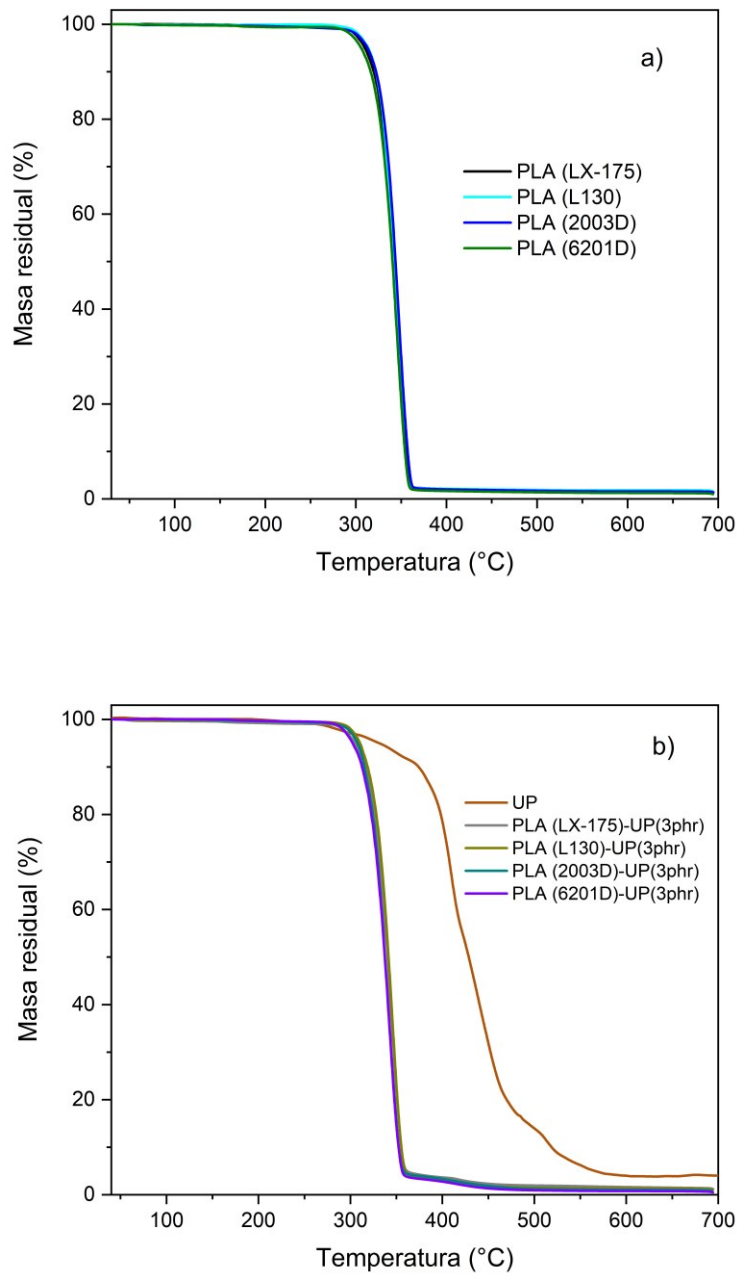 a)
Masa residual (%)
100
80
60
40
20
0
PLA (LX-175)
PLA (L130)
PLA (2003D)
PLA (6201D)
100 200 300 400 500 600 700
Temperatura (°C)
b)
Masa residual (%)
100
80
60
40
20
0
UP
PLA (LX-175)-UP(3phr)
PLA (L130)-UP(3phr)
PLA (2003D)-UP(3phr)
PLA (6201D)-UP(3phr)
100 200 300 400 500 600 700
Temperatura (°C)